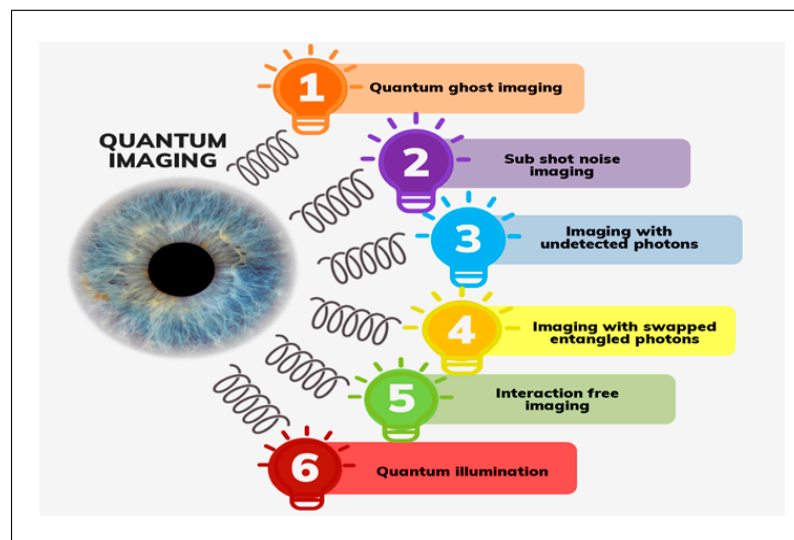 QUANTUM
IMAGING
1
Quantum ghost imaging
2
Sub shot noise
imaging
3
Imaging with
undetected photons
4
Imaging with swapped
entangled photons
5
Interaction free
imaging
6
Quantum illumination